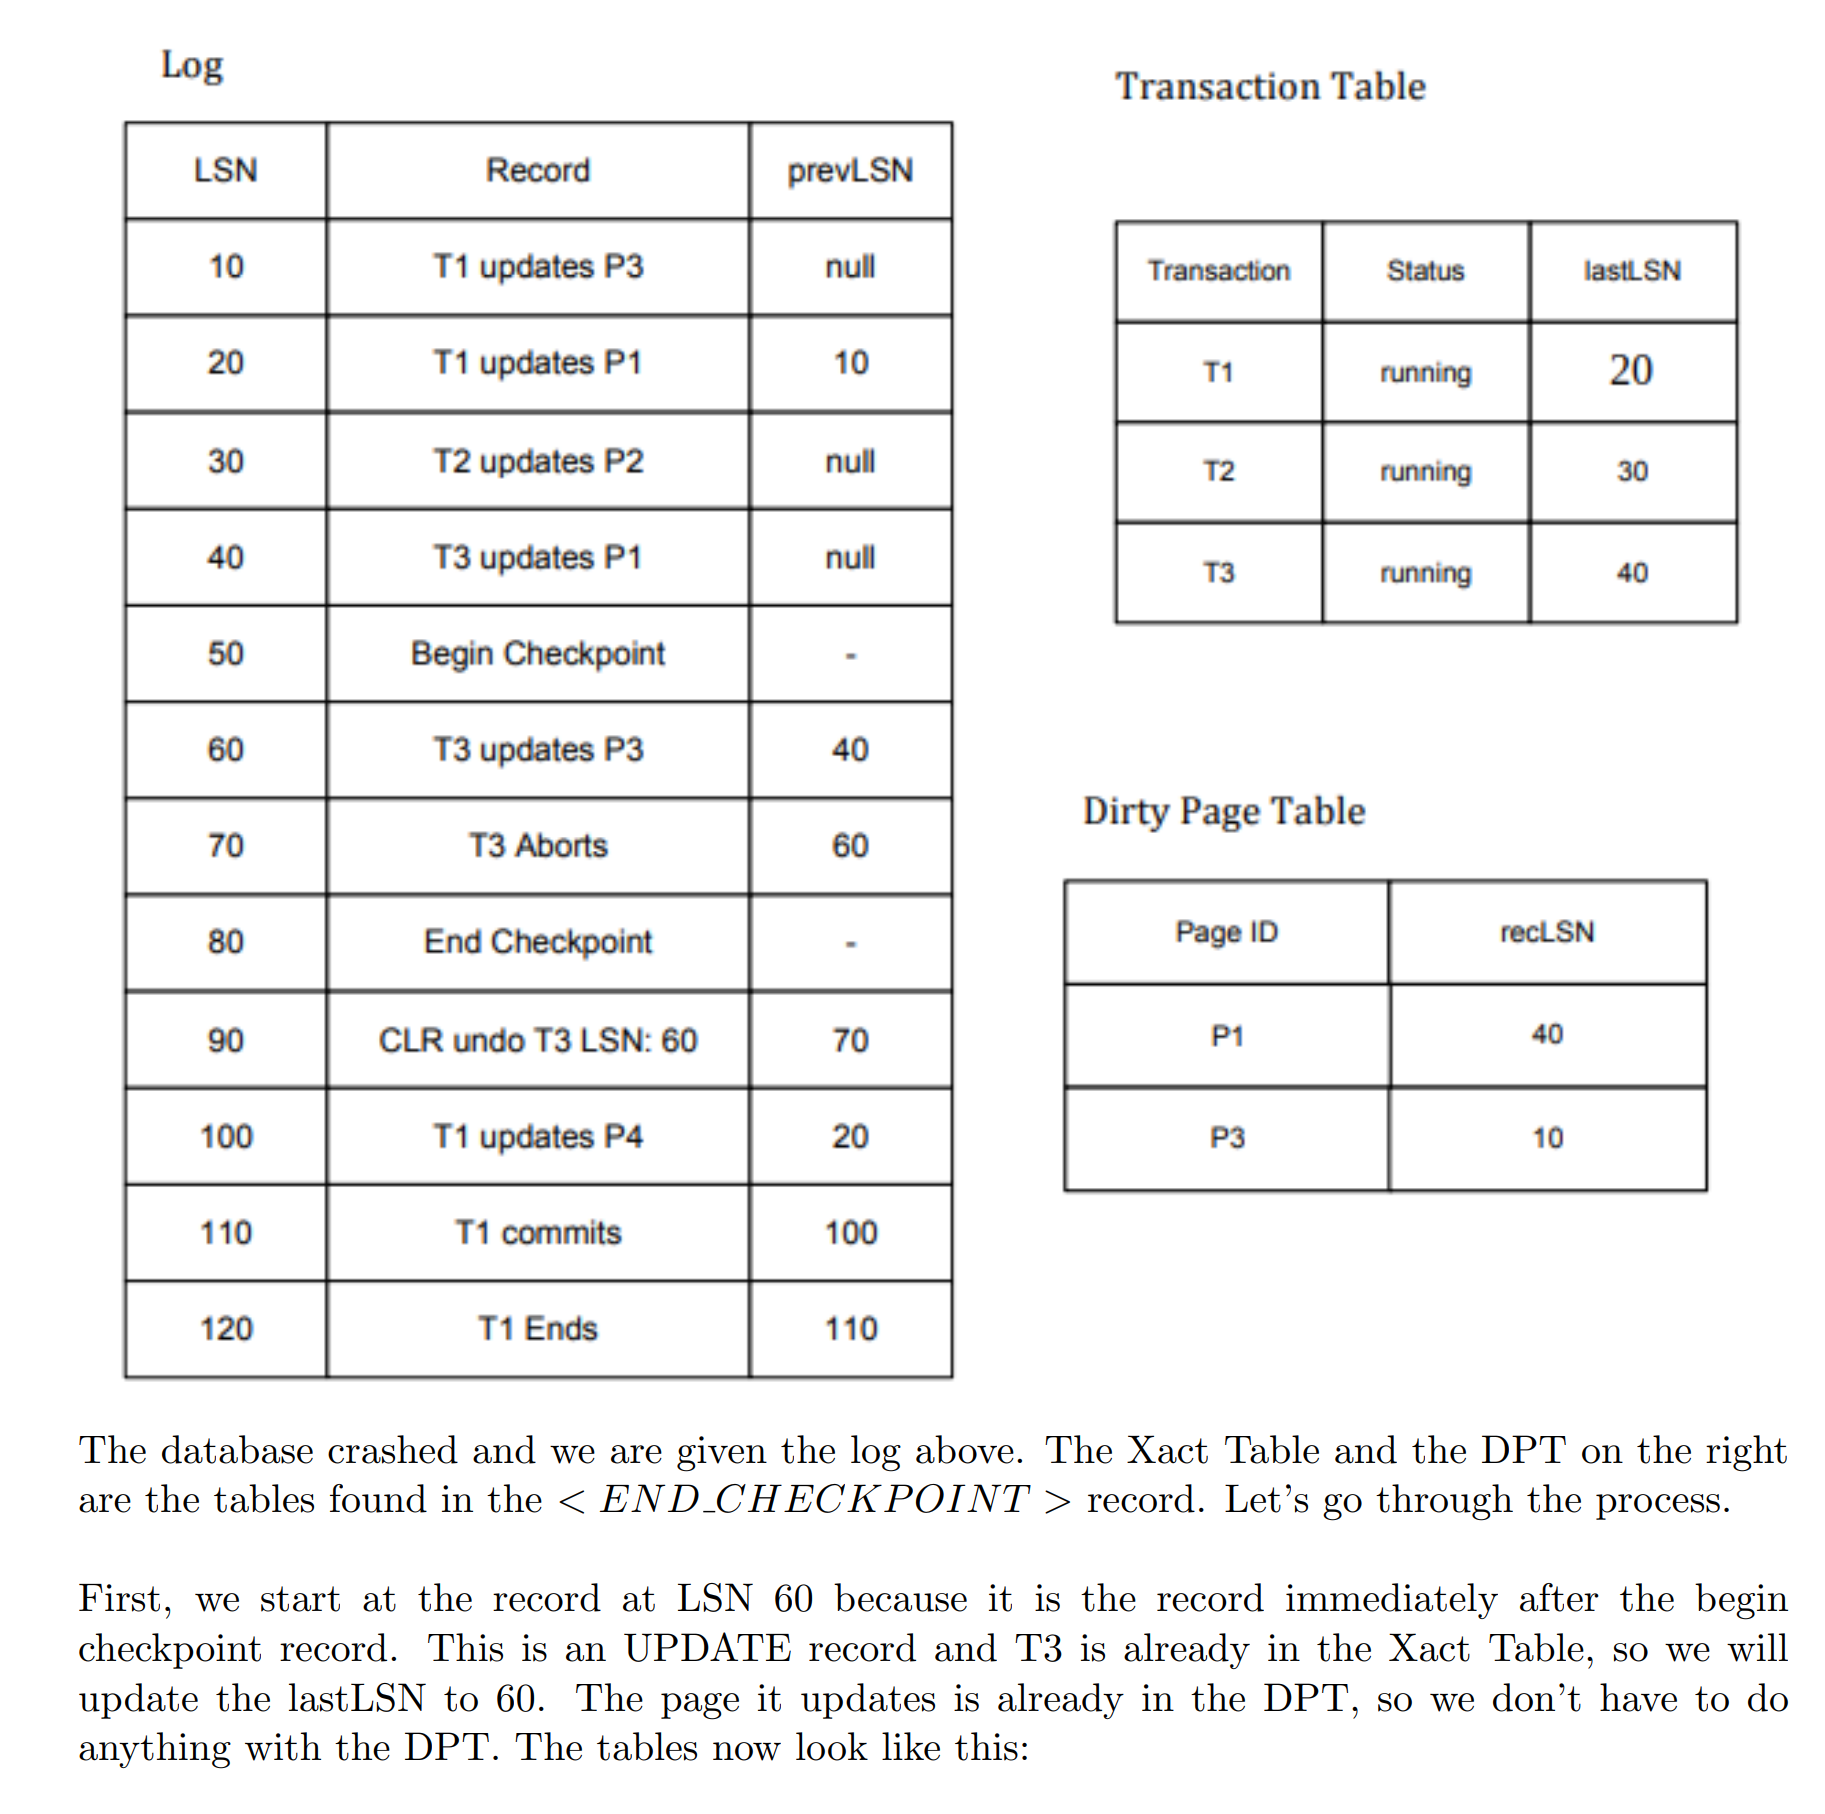 Log
LSN Record prevLSN
10 T1 updates P3 null
20 T1 updates P1 10
30 T2 updates P2 null
40 T3 updates P1 null
50 Begin Checkpoint -
60 T3 updates P3 40
70 T3 Aborts 60
80 End Checkpoint -
90 CLR undo T3 LSN: 60 70
100 T1 updates P4 20
110 T1 commits 100
120 T1 Ends 110
Transaction Table
Transaction Status lastLSN
T1 running 20
T2 running 30
T3 running 40
Dirty Page Table
Page ID recLSN
P1 40
P3 10
The database crashed and we are given the log above. The Xact Table and the DPT on the right
are the tables found in the < END_CHECKPOINT > record. Let's go through the process.
First, we start at the record at LSN 60 because it is the record immediately after the begin
checkpoint record. This is an UPDATE record and T3 is already in the Xact Table, so we will
update the lastLSN to 60. The page it updates is already in the DPT, so we don't have to do
anything with the DPT. The tables now look like this: